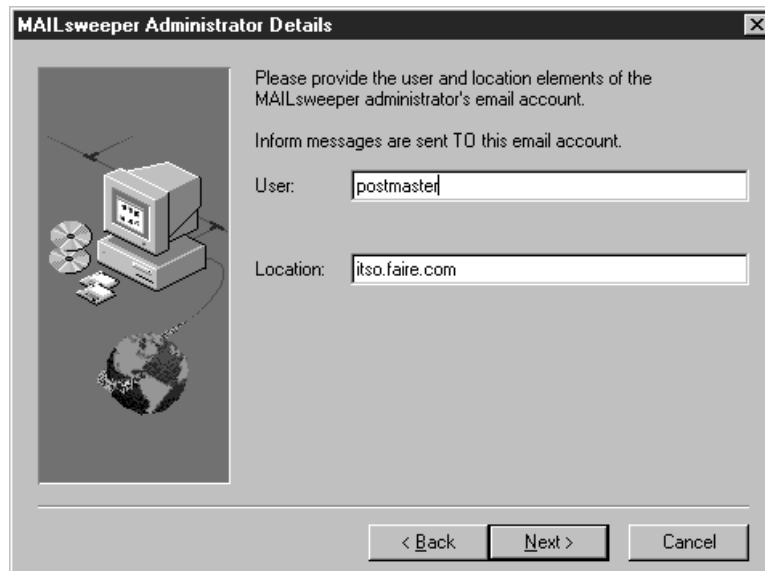 MAILsweeper Administrator Details
Please provide the user and location elements of the
MAILsweeper administrator's email account.
Inform messages are sent TO this email account.
User: postmaster
Location: itso.faire.com
< Back Next > Cancel